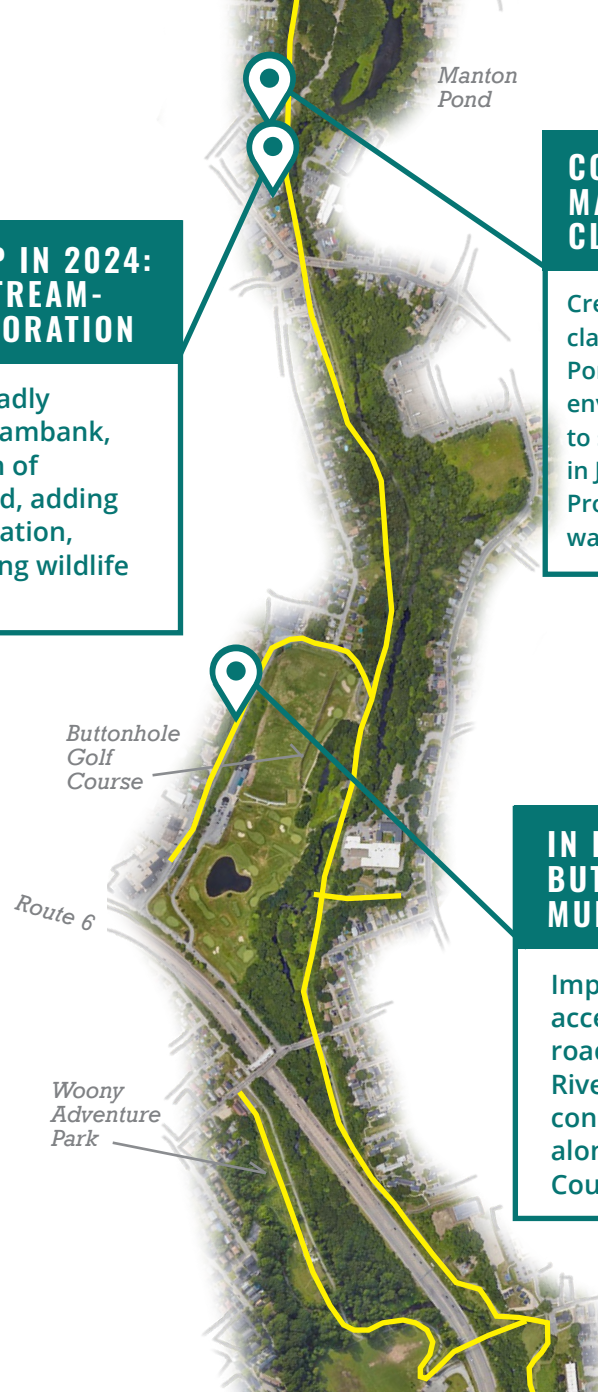 Manton
Pond
CO
MA
CL
Cre
cla
Po
env
to
in J
Pro
wa
P IN 2024:
TREAM-
ORATION
adly
ambank,
n of
d, adding
ation,
ng wildlife
Buttonhole
Golf
Course
Route 6
IN
BUT
MU
Imp
acce
road
Rive
con
alon
Cou
Woony
Adventure
Park